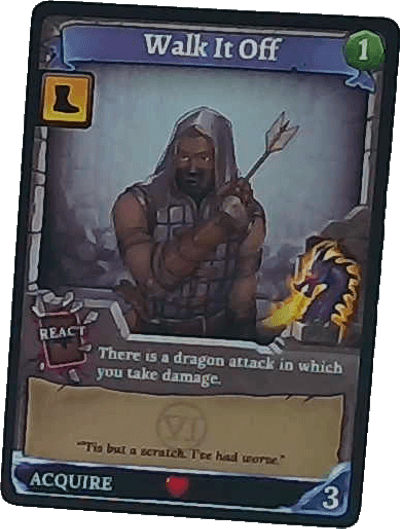 Walk It Off
1
REACT
There is a dragon attack in which
you take damage.
VI
"'Tis but a scratch. I've had worse."
ACQUIRE
3